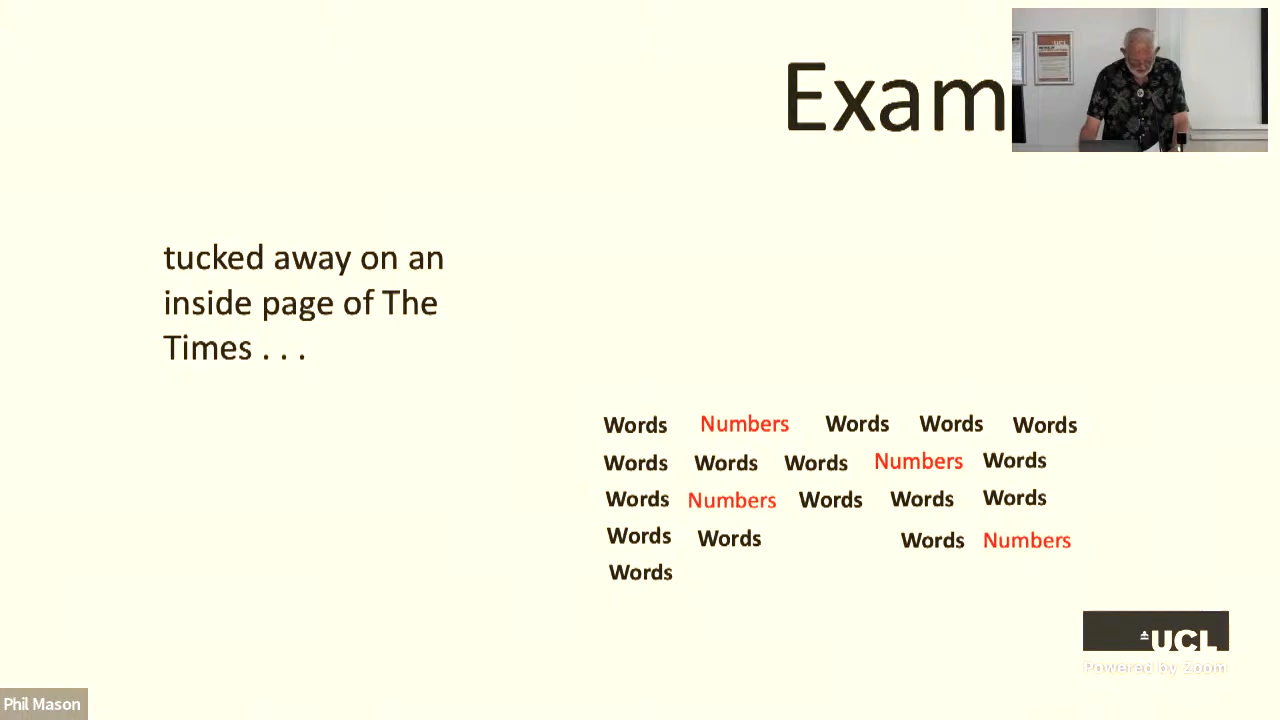 Exam
tucked away on an
inside page of The
Times . . .
Words Numbers Words Words Words
Words Words Words Numbers Words
Words Numbers Words Words Words
Words Words Words Numbers
Words
UCL
Powered by Zoom
Phil Mason
UCL